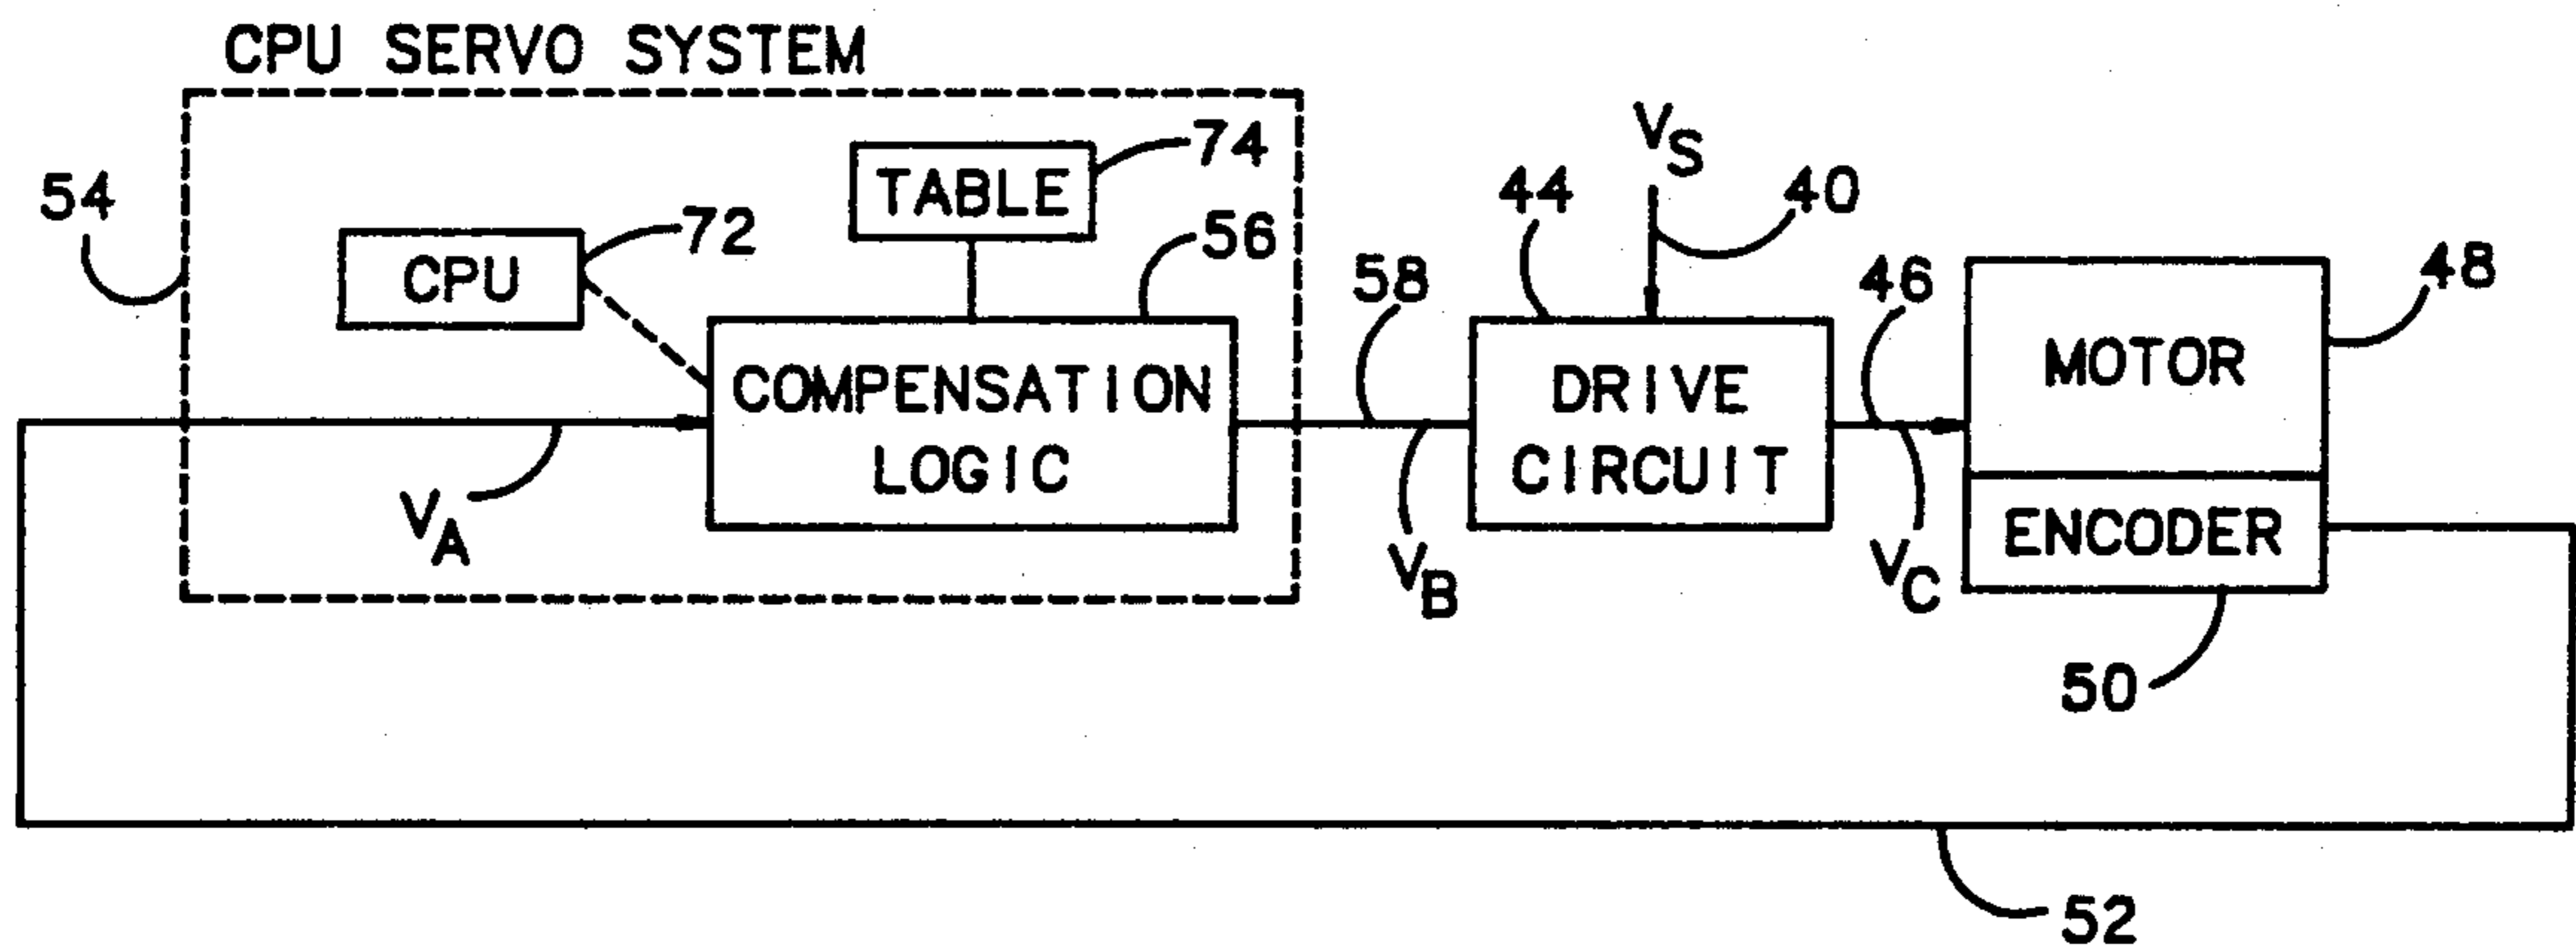 CPU SERVO SYSTEM
54
CPU
72
TABLE
74
56
COMPENSATION
LOGIC
VA
58
VB
44
VS
40
DRIVE
CIRCUIT
46
VC
MOTOR
48
ENCODER
50
52